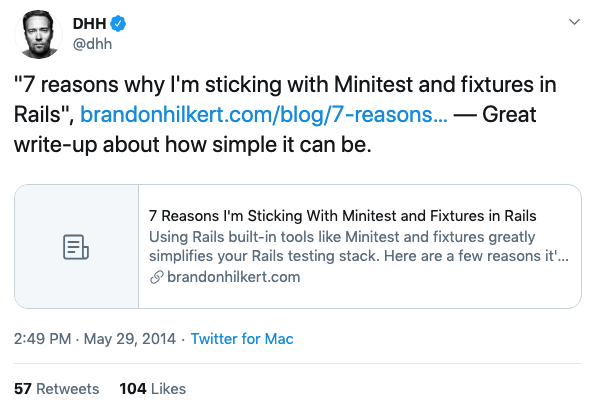 DHH
@dhh
"7 reasons why I'm sticking with Minitest and fixtures in
Rails", brandonhilkert.com/blog/7-reasons... — Great
write-up about how simple it can be.
7 Reasons I'm Sticking With Minitest and Fixtures in Rails
Using Rails built-in tools like Minitest and fixtures greatly
simplifies your Rails testing stack. Here are a few reasons it'...
brandonhilkert.com
2:49 PM · May 29, 2014 · Twitter for Mac
57 Retweets 104 Likes